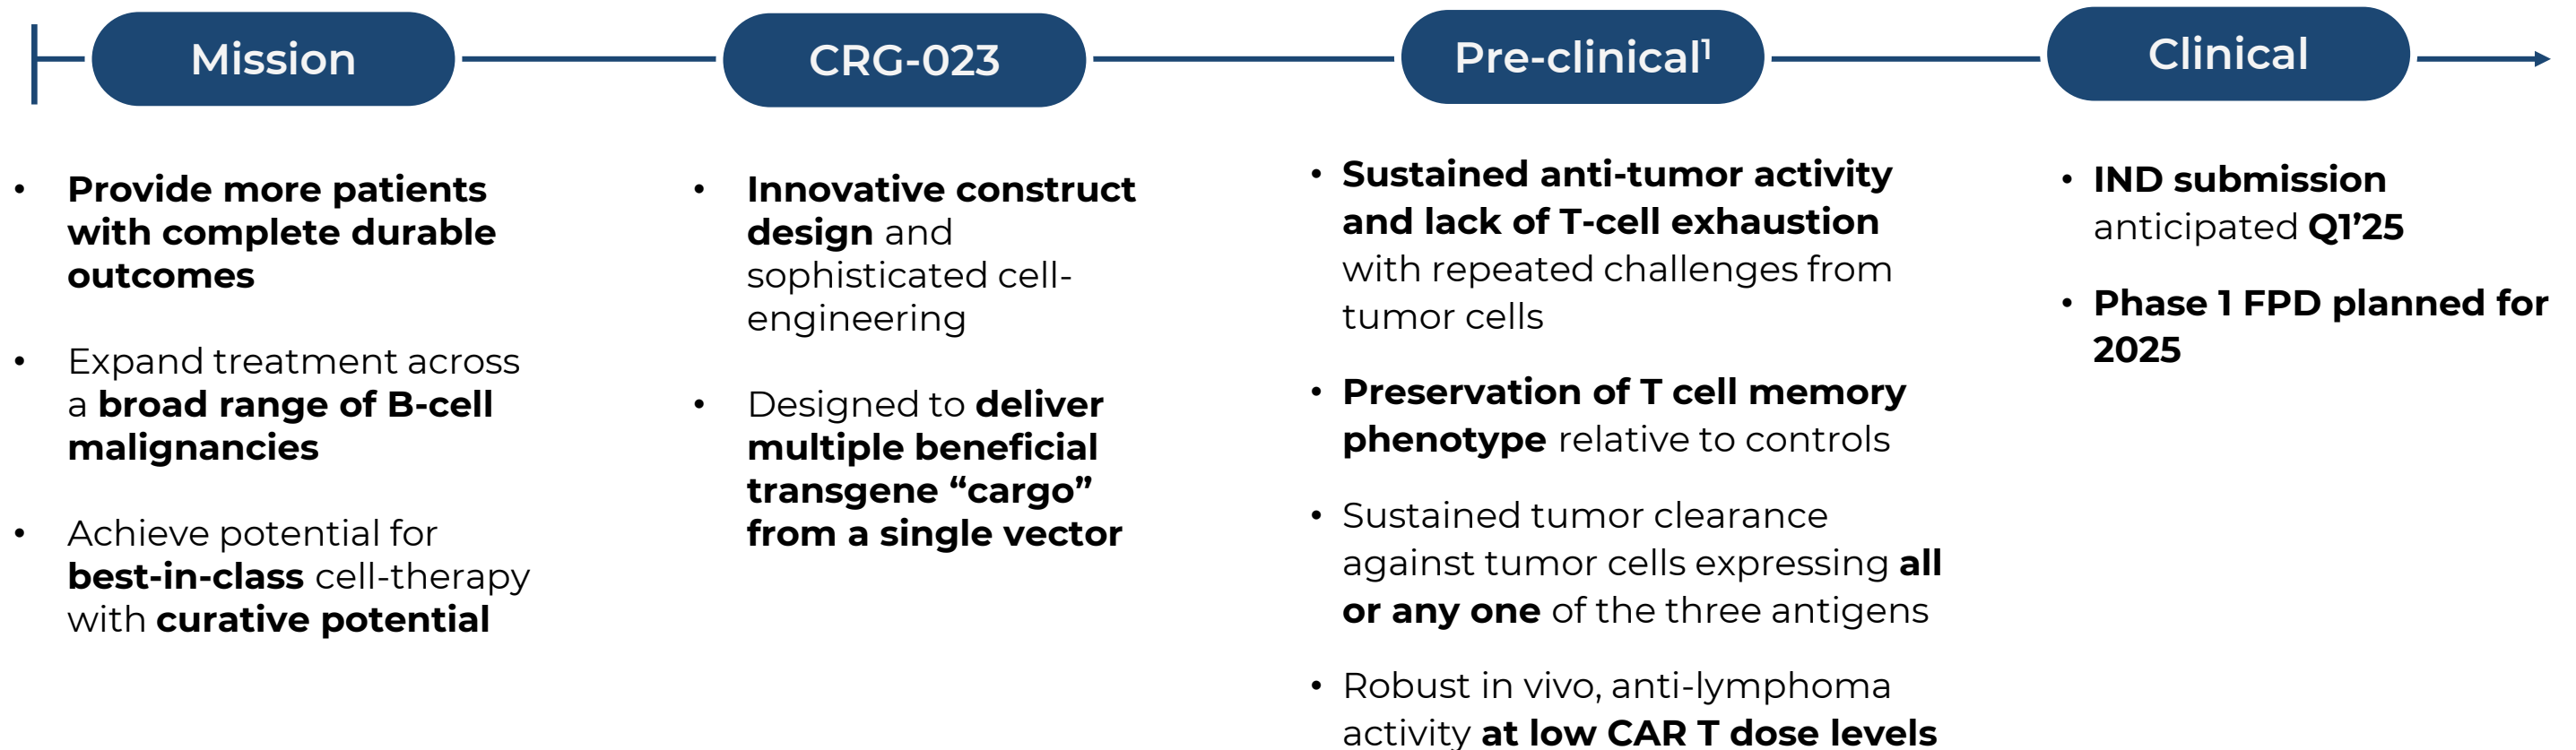 Mission
CRG-023
Pre-clinical¹
Clinical
• Provide more patients
with complete durable
outcomes
• Expand treatment across
a broad range of B-cell
malignancies
• Achieve potential for
best-in-class cell-therapy
with curative potential
• Innovative construct
design and
sophisticated cell-
engineering
• Designed to deliver
multiple beneficial
transgene “cargo”
from a single vector
• Sustained anti-tumor activity
and lack of T-cell exhaustion
with repeated challenges from
tumor cells
• Preservation of T cell memory
phenotype relative to controls
• Sustained tumor clearance
against tumor cells expressing all
or any one of the three antigens
• Robust in vivo, anti-lymphoma
activity at low CAR T dose levels
• IND submission
anticipated Q1’25
• Phase 1 FPD planned for
2025